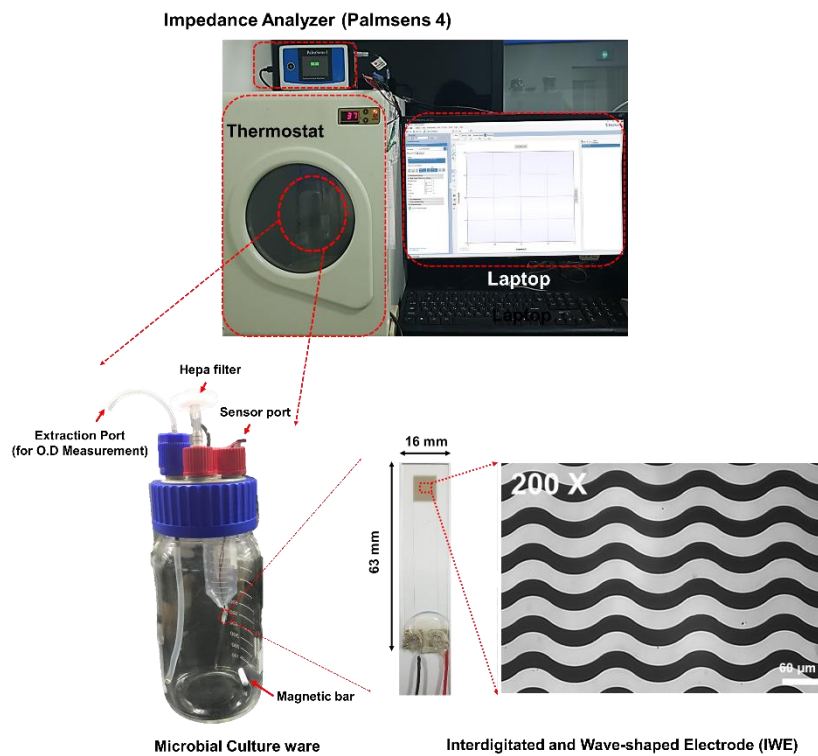 Impedance Analyzer (Palmsens 4)
Thermostat
37
Laptop
Laptop
Hepa filter
Sensor port
Extraction Port
(for O.D Measurement)
Magnetic bar
Microbial Culture ware
16 mm
63 mm
200 X
60 μm
Interdigitated and Wave-shaped Electrode (IWE)